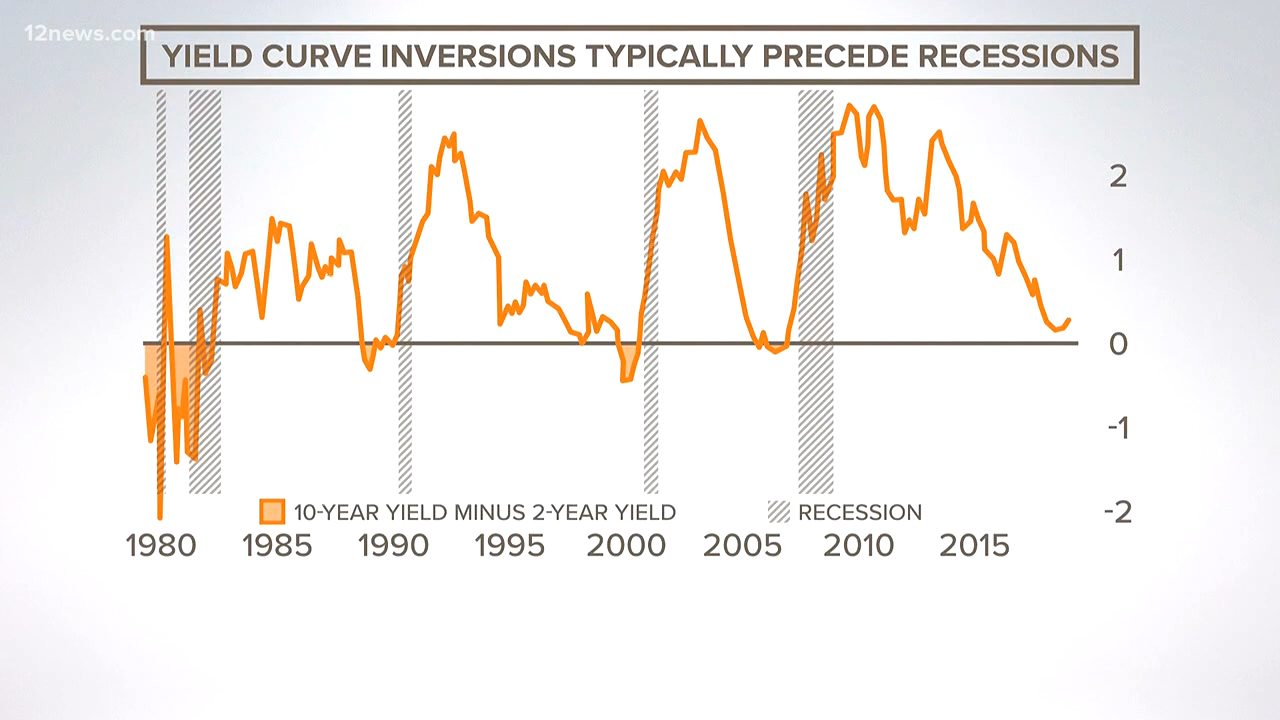 12news.com
YIELD CURVE INVERSIONS TYPICALLY PRECEDE RECESSIONS
2
1
0
-1
-2
10-YEAR YIELD MINUS 2-YEAR YIELD
RECESSION
1980 1985 1990 1995 2000 2005 2010 2015